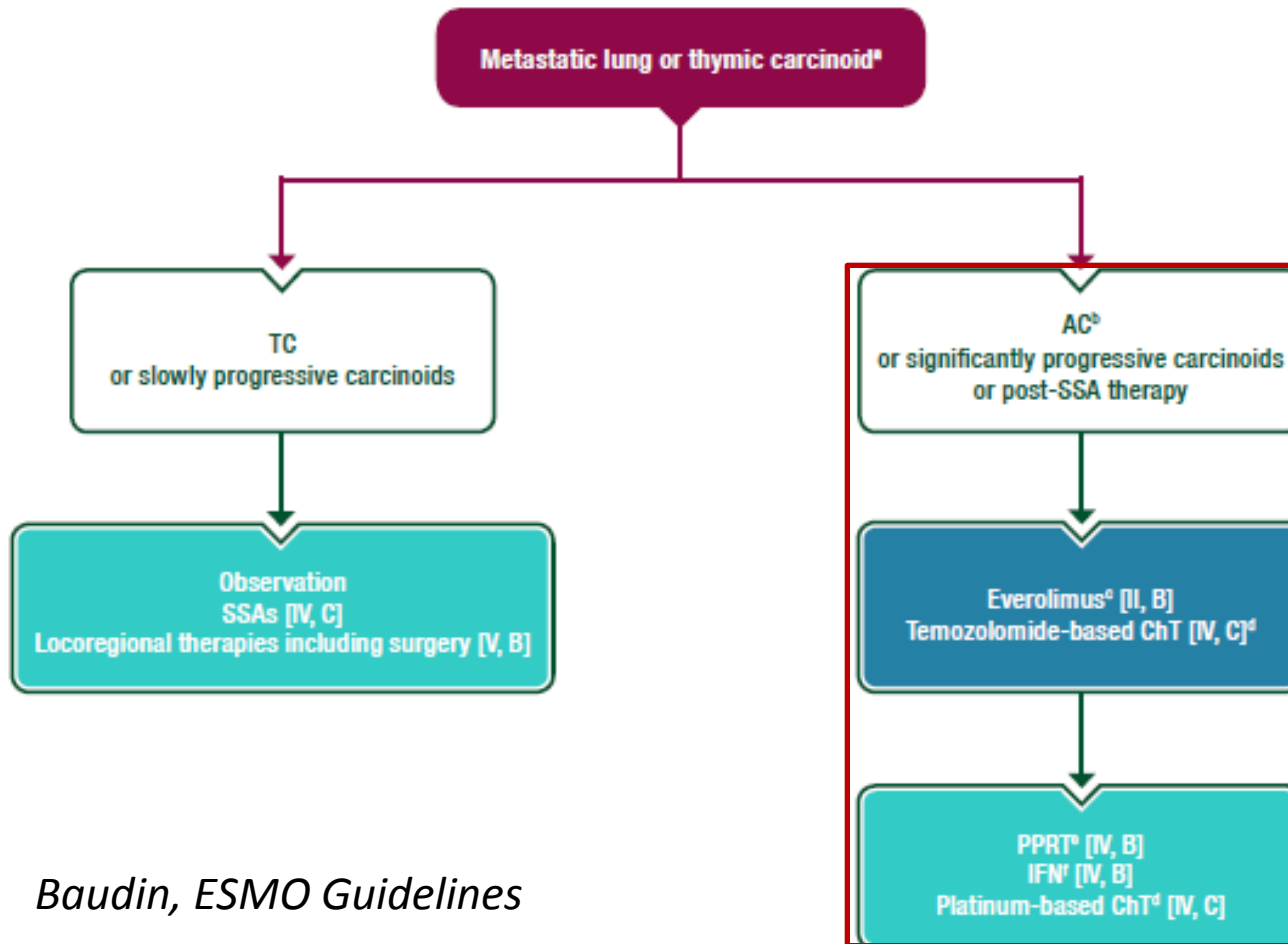 Metastatic lung or thymic carcinoidᵃ
TC
or slowly progressive carcinoids
ACᵇ
or significantly progressive carcinoids
or post-SSA therapy
Observation
SSAs [IV, C]
Locoregional therapies including surgery [V, B]
Everolimusᶜ [II, B]
Temozolomide-based ChT [IV, C]ᵈ
PPRTᵉ [IV, B]
IFNᶠ [IV, B]
Platinum-based ChTᵈ [IV, C]
Baudin, ESMO Guidelines